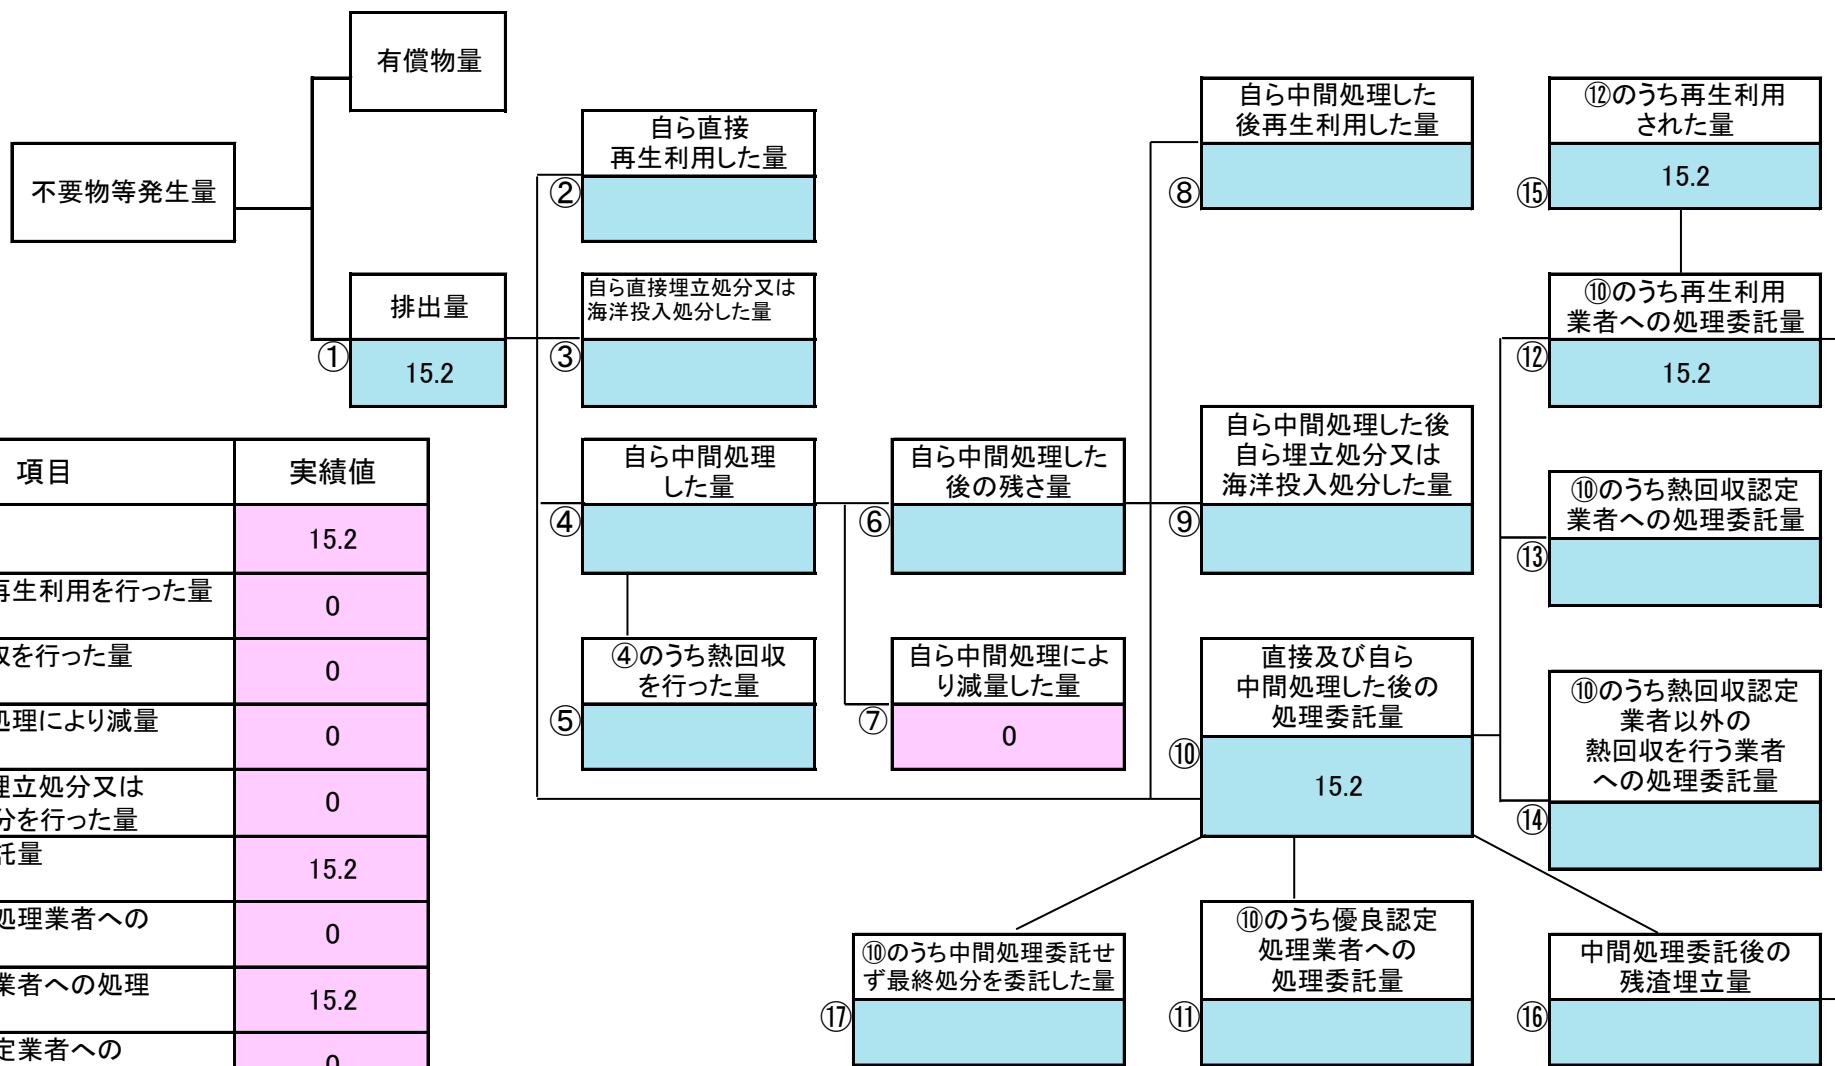 有償物量
不要物等発生量
排出量
①
15.2
自ら直接
再生利用した量
②
自ら直接埋立処分又は
海洋投入処分した量
③
自ら中間処理
した量
④
④のうち熱回収
を行った量
⑤
自ら中間処理した
後の残さ量
⑥
自ら中間処理によ
り減量した量
⑦
0
自ら中間処理した
後再生利用した量
⑧
自ら中間処理した後
自ら埋立処分又は
海洋投入処分した量
⑨
直接及び自ら
中間処理した後の
処理委託量
⑩
15.2
⑫のうち再生利用
された量
⑮
15.2
⑩のうち再生利用
業者への処理委託量
⑫
15.2
⑩のうち熱回収認定
業者への処理委託量
⑬
⑩のうち熱回収認定
業者以外の
熱回収を行う業者
への処理委託量
⑭
⑩のうち中間処理委託せ
ず最終処分を委託した量
⑰
⑩のうち優良認定
処理業者への
処理委託量
⑪
中間処理委託後の
残渣埋立量
⑯
項目 実績値
15.2
再生利用を行った量 0
収を行った量 0
処理により減量 0
埋立処分又は
分を行った量 0
託量 15.2
処理業者への 0
業者への処理 15.2
定業者への 0